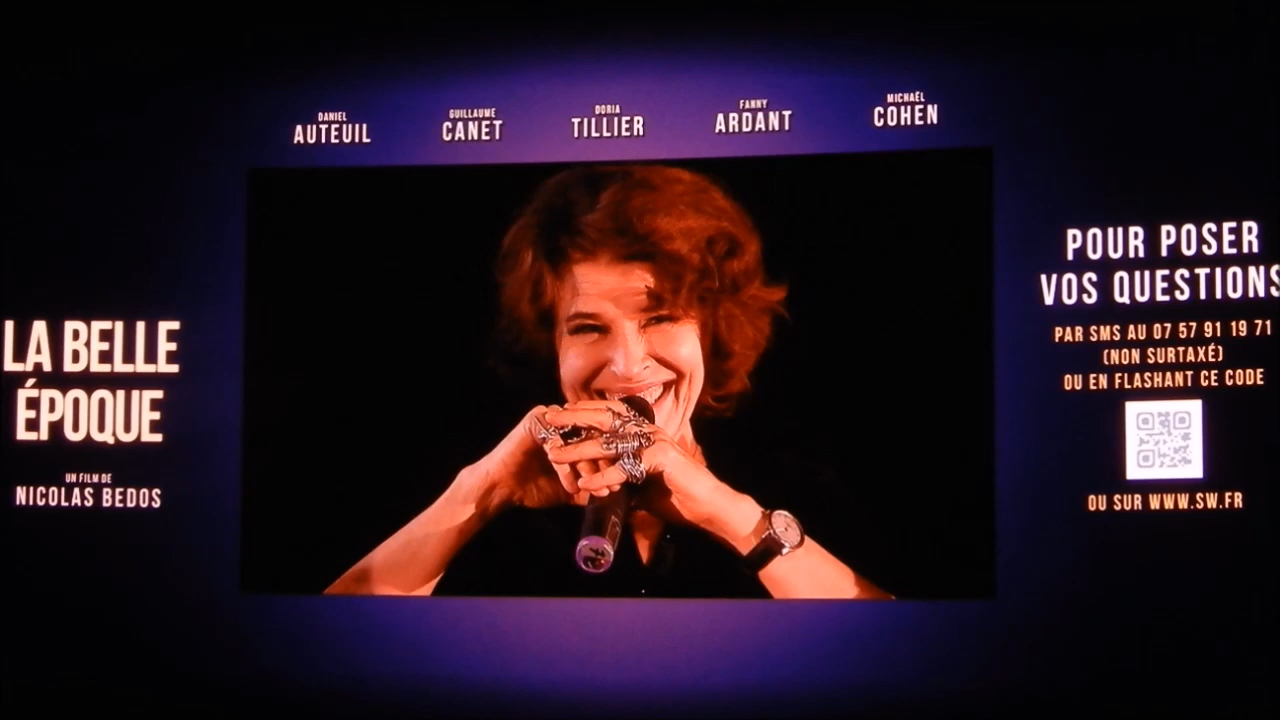 DANIEL
AUTEUIL
GUILLAUME
CANET
DORIA
TILLIER
FANNY
ARDANT
MICHAËL
COHEN
LA BELLE
ÉPOQUE
UN FILM DE
NICOLAS BEDOS
POUR POSER
VOS QUESTIONS
PAR SMS AU 07 57 91 19 71
(NON SURTAXÉ)
OU EN FLASHANT CE CODE
OU SUR WWW.SW.FR